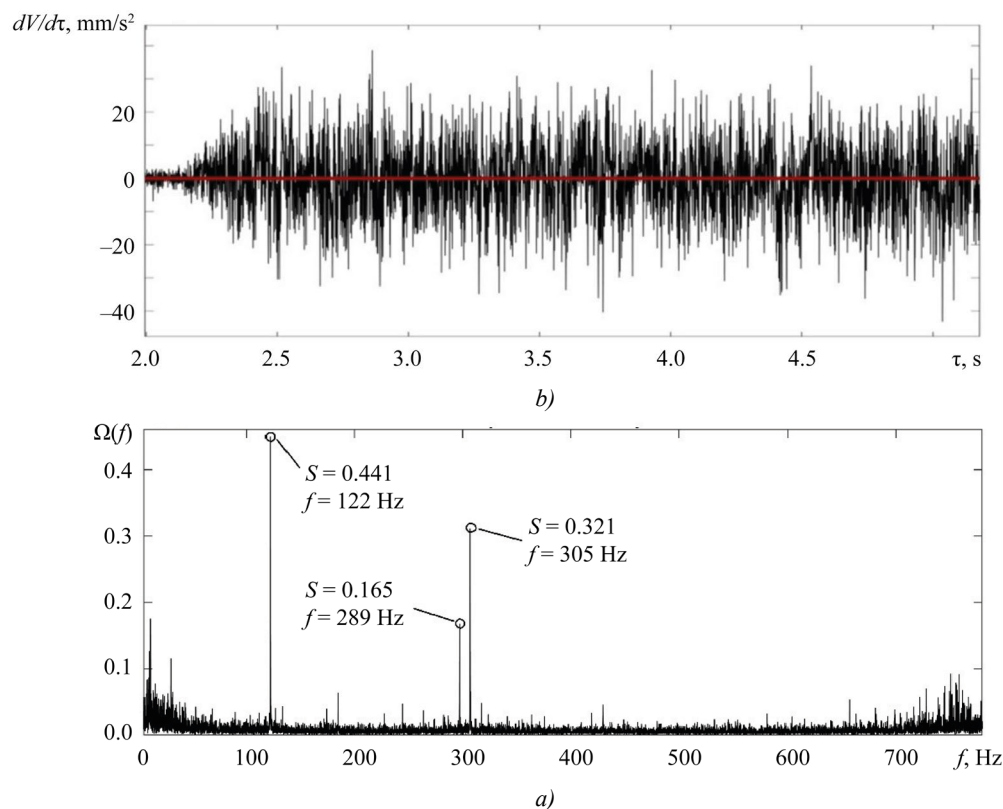 dV/dτ, mm/s²
20
0
–20
–40
2.0 2.5 3.0 3.5 4.0 4.5 τ, s
b)
Ω(f)
0.4
0.3
0.2
0.1
0.0
S = 0.441
f = 122 Hz
S = 0.321
f = 305 Hz
S = 0.165
f = 289 Hz
0 100 200 300 400 500 600 700 f, Hz
a)